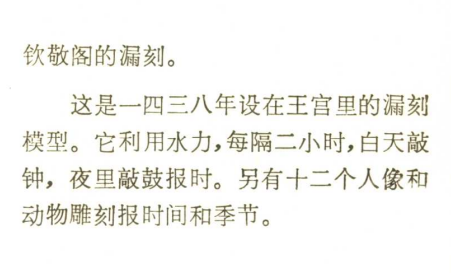 钦敬阁的漏刻。
这是一四三八年设在王宫里的漏刻
模型。它利用水力,每隔二小时,白天敲
钟,夜里敲鼓报时。另有十二个人像和
动物雕刻报时间和季节。